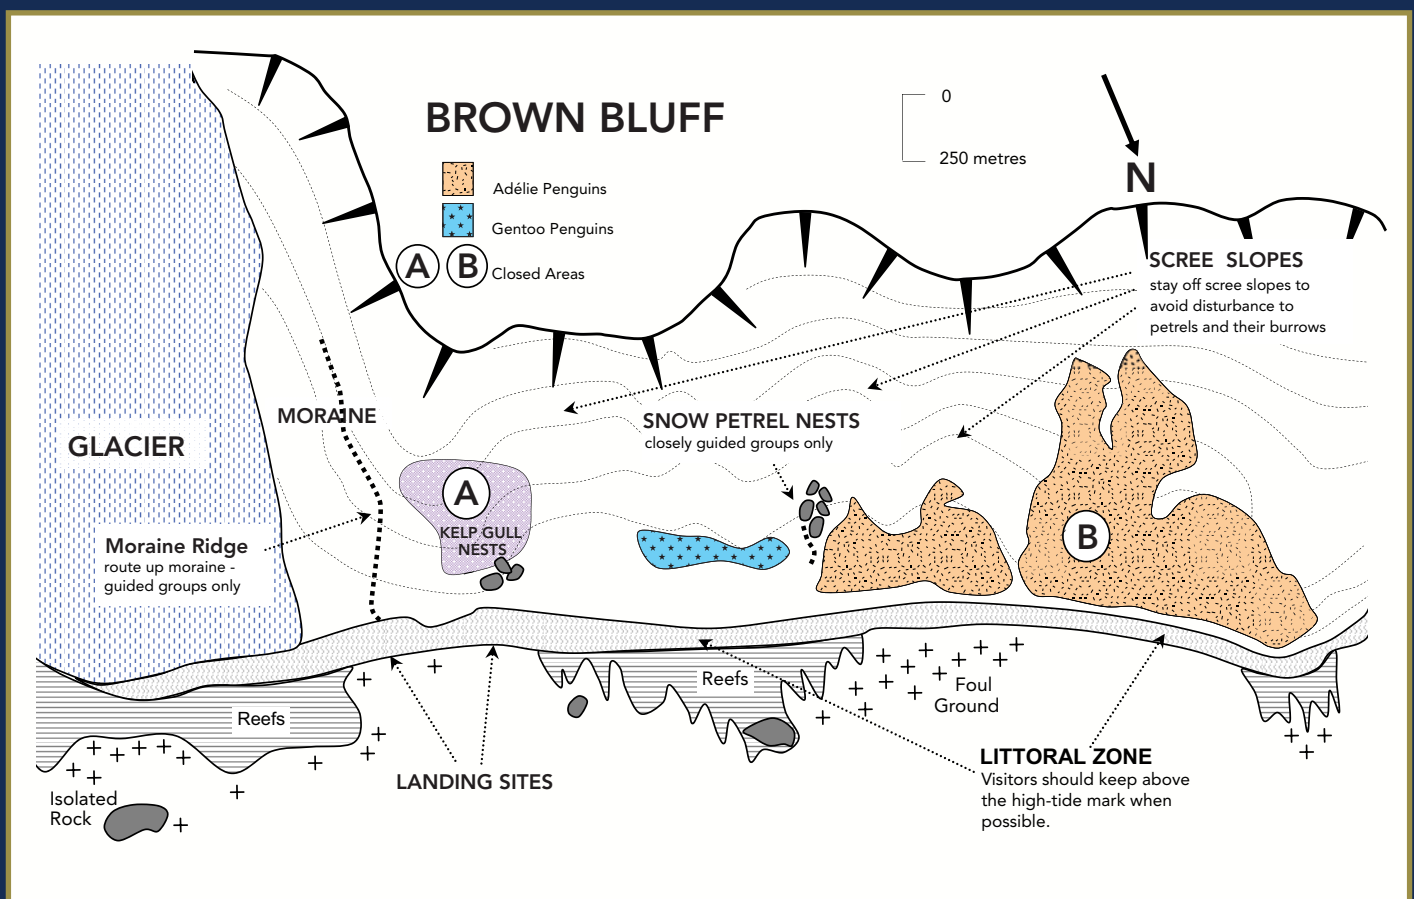 BROWN BLUFF
0
250 metres
N
Adélie Penguins
Gentoo Penguins
A B Closed Areas
SCREE SLOPES
stay off scree slopes to
avoid disturbance to
petrels and their burrows
MORAINE
GLACIER
SNOW PETREL NESTS
closely guided groups only
A
KELP GULL
NESTS
B
Moraine Ridge
route up moraine -
guided groups only
Reefs
Reefs
Foul
Ground
LANDING SITES
LITTORAL ZONE
Visitors should keep above
the high-tide mark when
possible.
Isolated
Rock